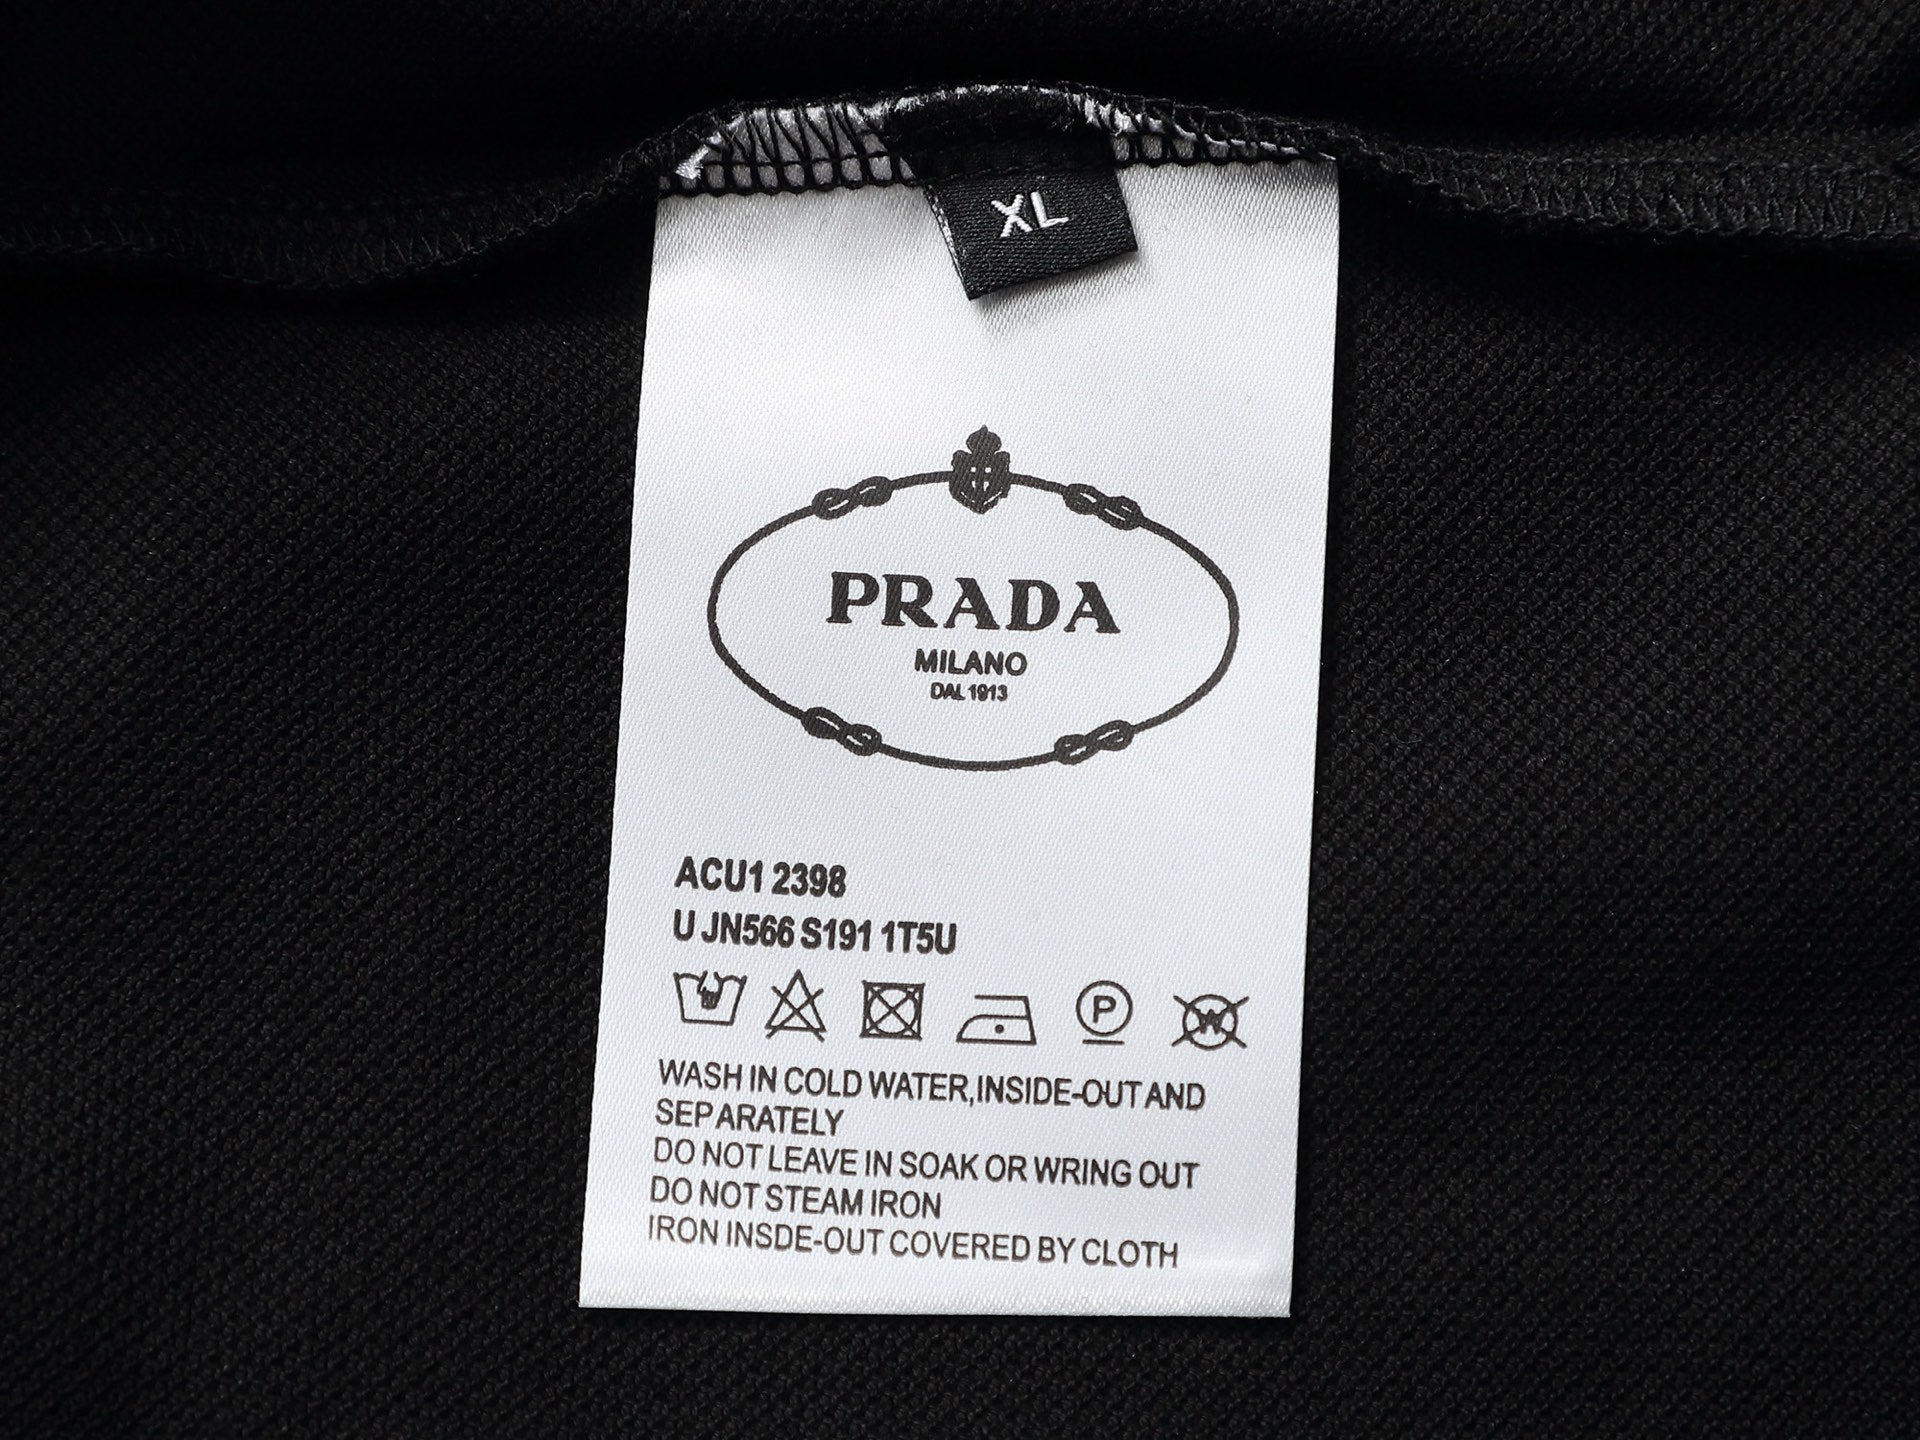 XL
PRADA
MILANO
DAL 1913
ACU1 2398
U JN566 S191 1T5U
P
W
WASH IN COLD WATER,INSIDE-OUT AND
SEPARATELY
DO NOT LEAVE IN SOAK OR WRING OUT
DO NOT STEAM IRON
IRON INSDE-OUT COVERED BY CLOTH